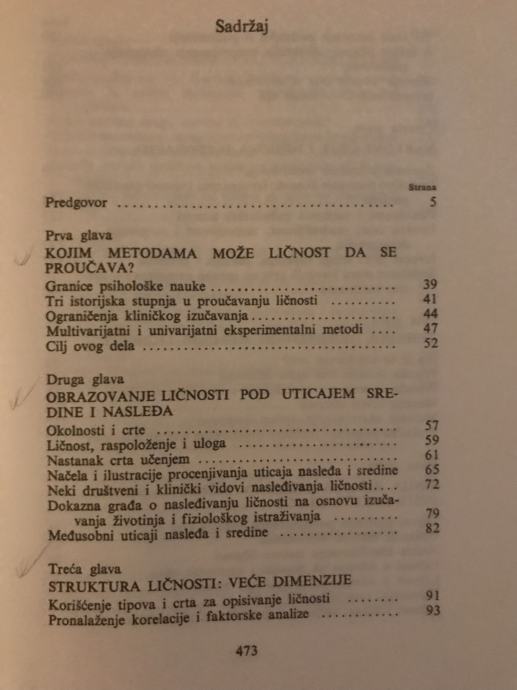 Sadržaj
Strana
Predgovor ........................................ 5
Prva glava
KOJIM METODAMA MOŽE LIČNOST DA SE
PROUČAVA?
Granice psihološke nauke ........................... 39
Tri istorijska stupnja u proučavanju ličnosti .......... 41
Ograničenja kliničkog izučavanja ..................... 44
Multivarijatni i univarijatni eksperimentalni metodi .... 47
Cilj ovog dela ..................................... 52
Druga glava
OBRAZOVANJE LIČNOSTI POD UTICAJEM SRE-
DINE I NASLEĐA
Okolnosti i crte ................................... 57
Ličnost, raspoloženje i uloga ........................ 59
Nastanak crta učenjem .............................. 61
Načela i ilustracije procenjivanja uticaja nasleđa i sredine 65
Neki društveni i klinički vidovi nasleđivanja ličnosti.... 72
Dokazna građa o nasleđivanju ličnosti na osnovu izuča-
vanja životinja i fiziološkog istraživanja .......... 79
Međusobni uticaji nasleđa i sredine .................. 82
Treća glava
STRUKTURA LIČNOSTI: VEĆE DIMENZIJE
Korišćenje tipova i crta za opisivanje ličnosti ........ 91
Pronalaženje korelacije i faktorske analize ............ 93
473